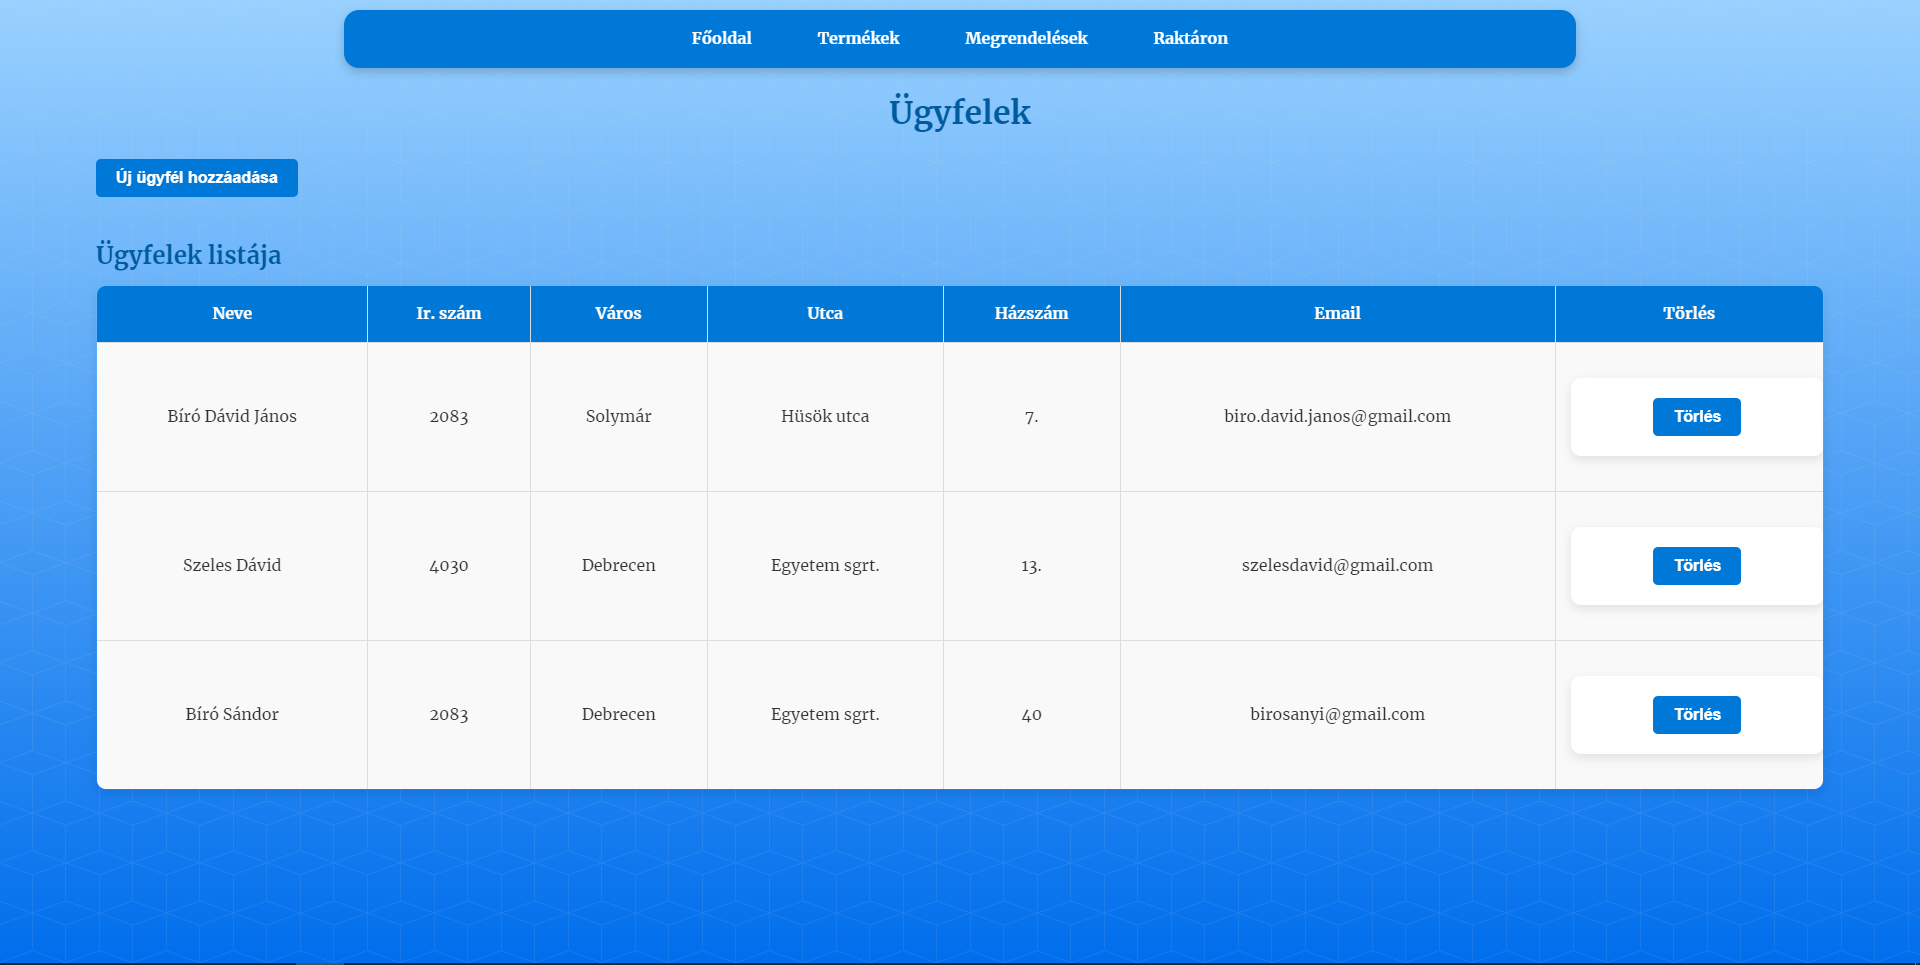 Főoldal Termékek Megrendelések Raktáron
Ügyfelek
Új ügyfél hozzáadása
Ügyfelek listája
Neve Ir. szám Város Utca Házszám Email Törlés
Bíró Dávid János 2083 Solymár Hüsök utca 7. biro.david.janos@gmail.com Törlés
Szeles Dávid 4030 Debrecen Egyetem sgrt. 13. szelesdavid@gmail.com Törlés
Bíró Sándor 2083 Debrecen Egyetem sgrt. 40 birosanyi@gmail.com Törlés